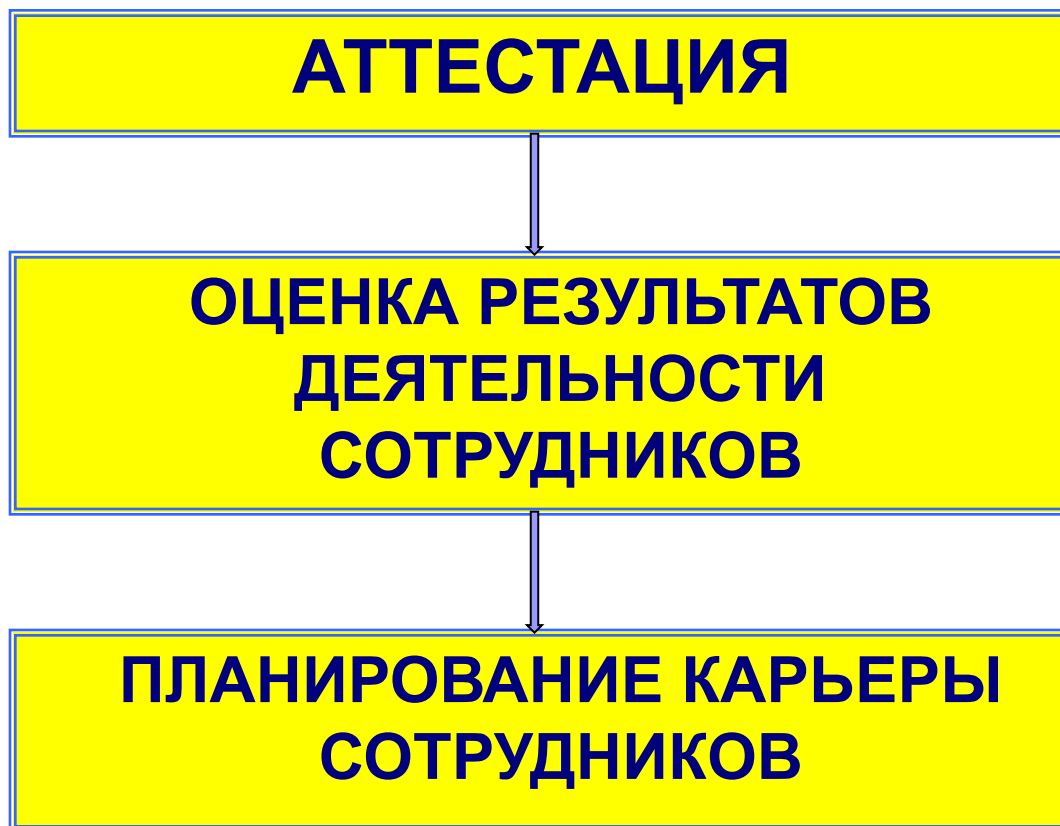 АТТЕСТАЦИЯ
ОЦЕНКА РЕЗУЛЬТАТОВ
ДЕЯТЕЛЬНОСТИ
СОТРУДНИКОВ
ПЛАНИРОВАНИЕ КАРЬЕРЫ
СОТРУДНИКОВ